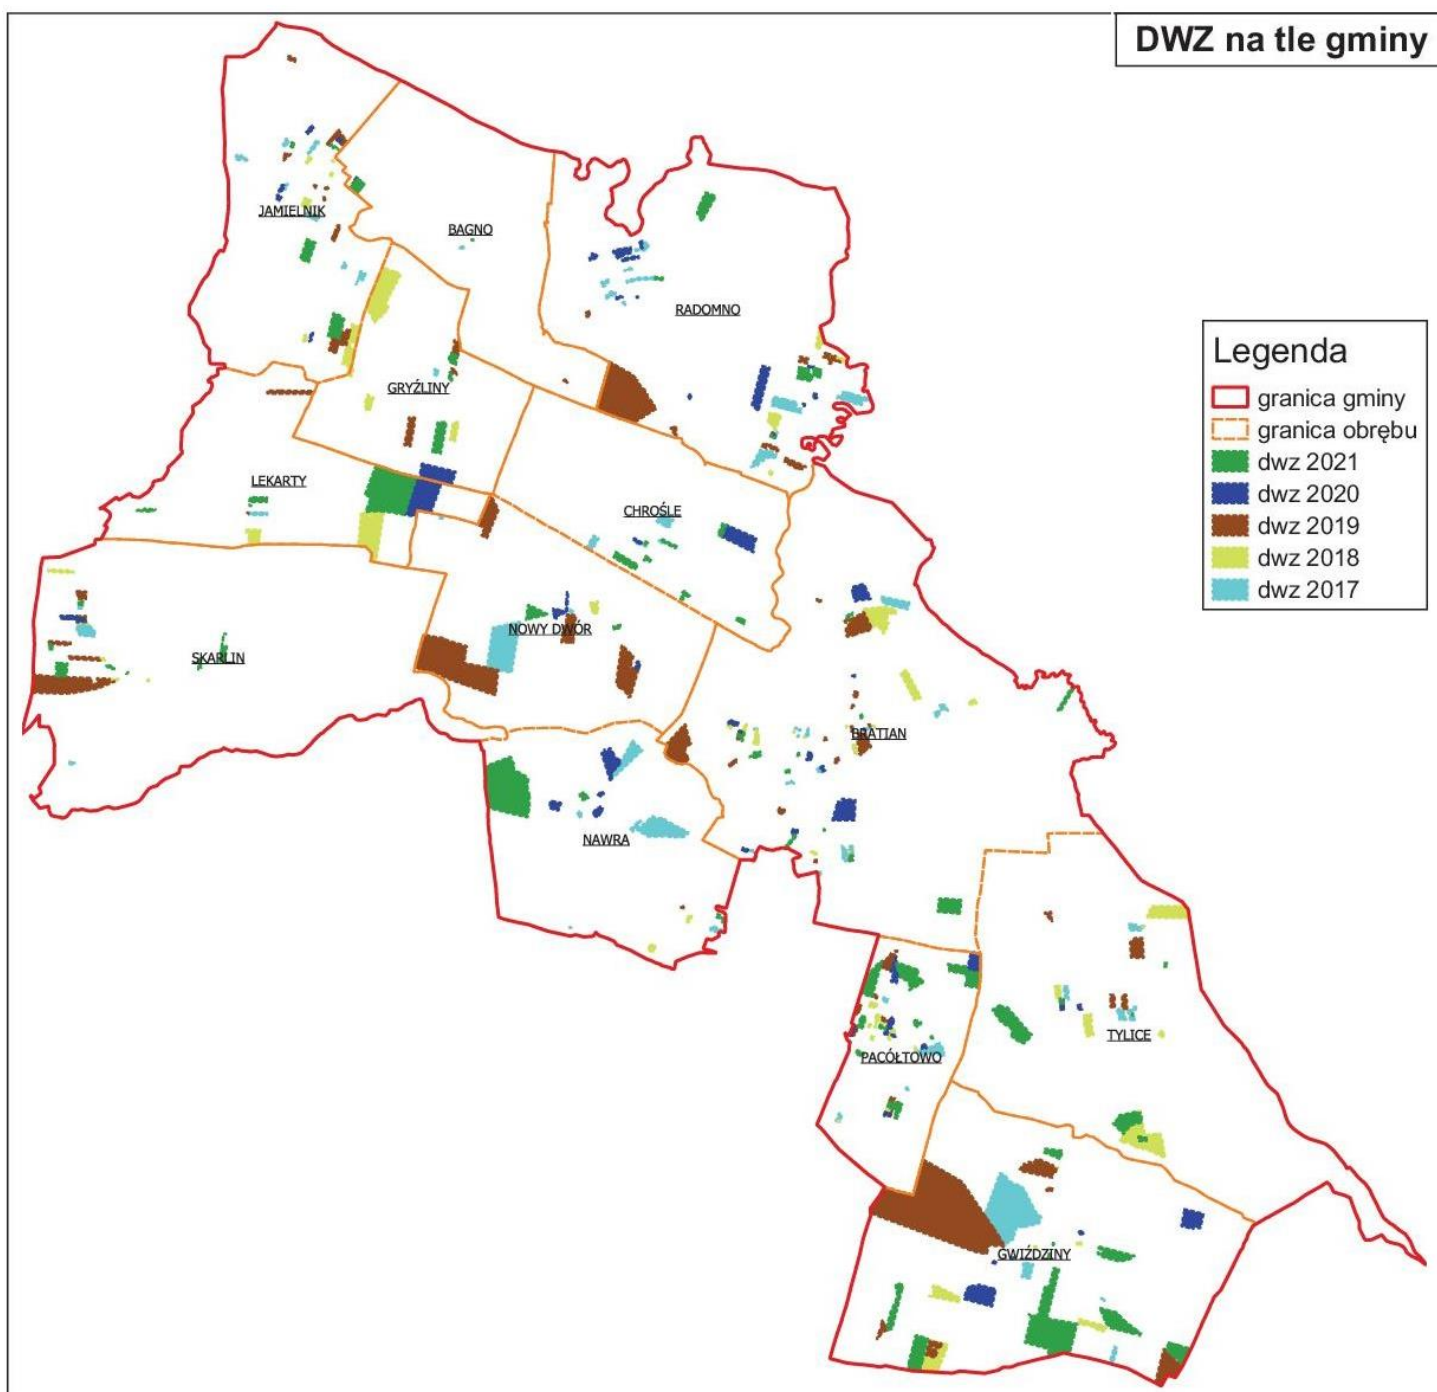 DWZ na tle gminy
JAMIELNIK
BAGNO
RADOMNO
Legenda
granica gminy
granica obrębu
dwz 2021
dwz 2020
dwz 2019
dwz 2018
dwz 2017
GRYŹLINY
LEKARTY
CHROŚLE
NOWY DWÓR
SKARLIN
BRATIAN
NAWRA
TYLICE
PACÓŁTOWO
GWIŹDZINY